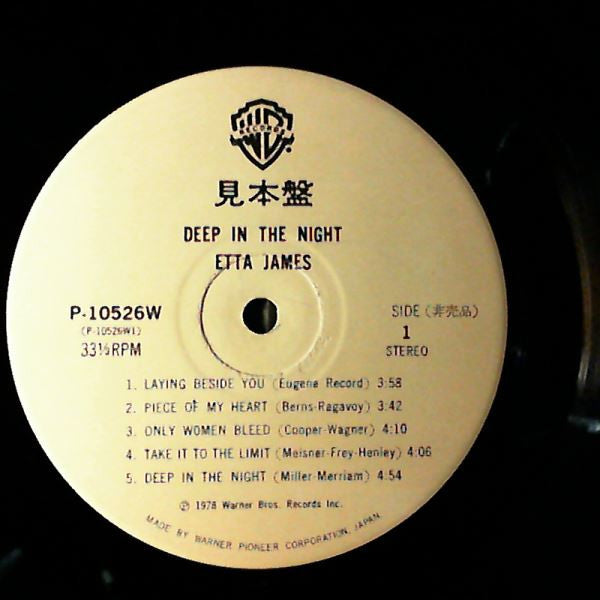 WB
RECORDS
見本盤
DEEP IN THE NIGHT
ETTA JAMES
P-10526W
(P-10526W1)
33⅓RPM
SIDE (非売品)
1
STEREO
1. LAYING BESIDE YOU (Eugene Record) 3:58
2. PIECE OF MY HEART (Berns-Ragavoy) 3:42
3. ONLY WOMEN BLEED (Cooper-Wagner) 4:10
4. TAKE IT TO THE LIMIT (Meisner-Frey-Henley) 4:06
5. DEEP IN THE NIGHT (Miller-Merriam) 4:54
Ⓟ 1978 Warner Bros. Records Inc.
MADE BY WARNER PIONEER CORPORATION, JAPAN